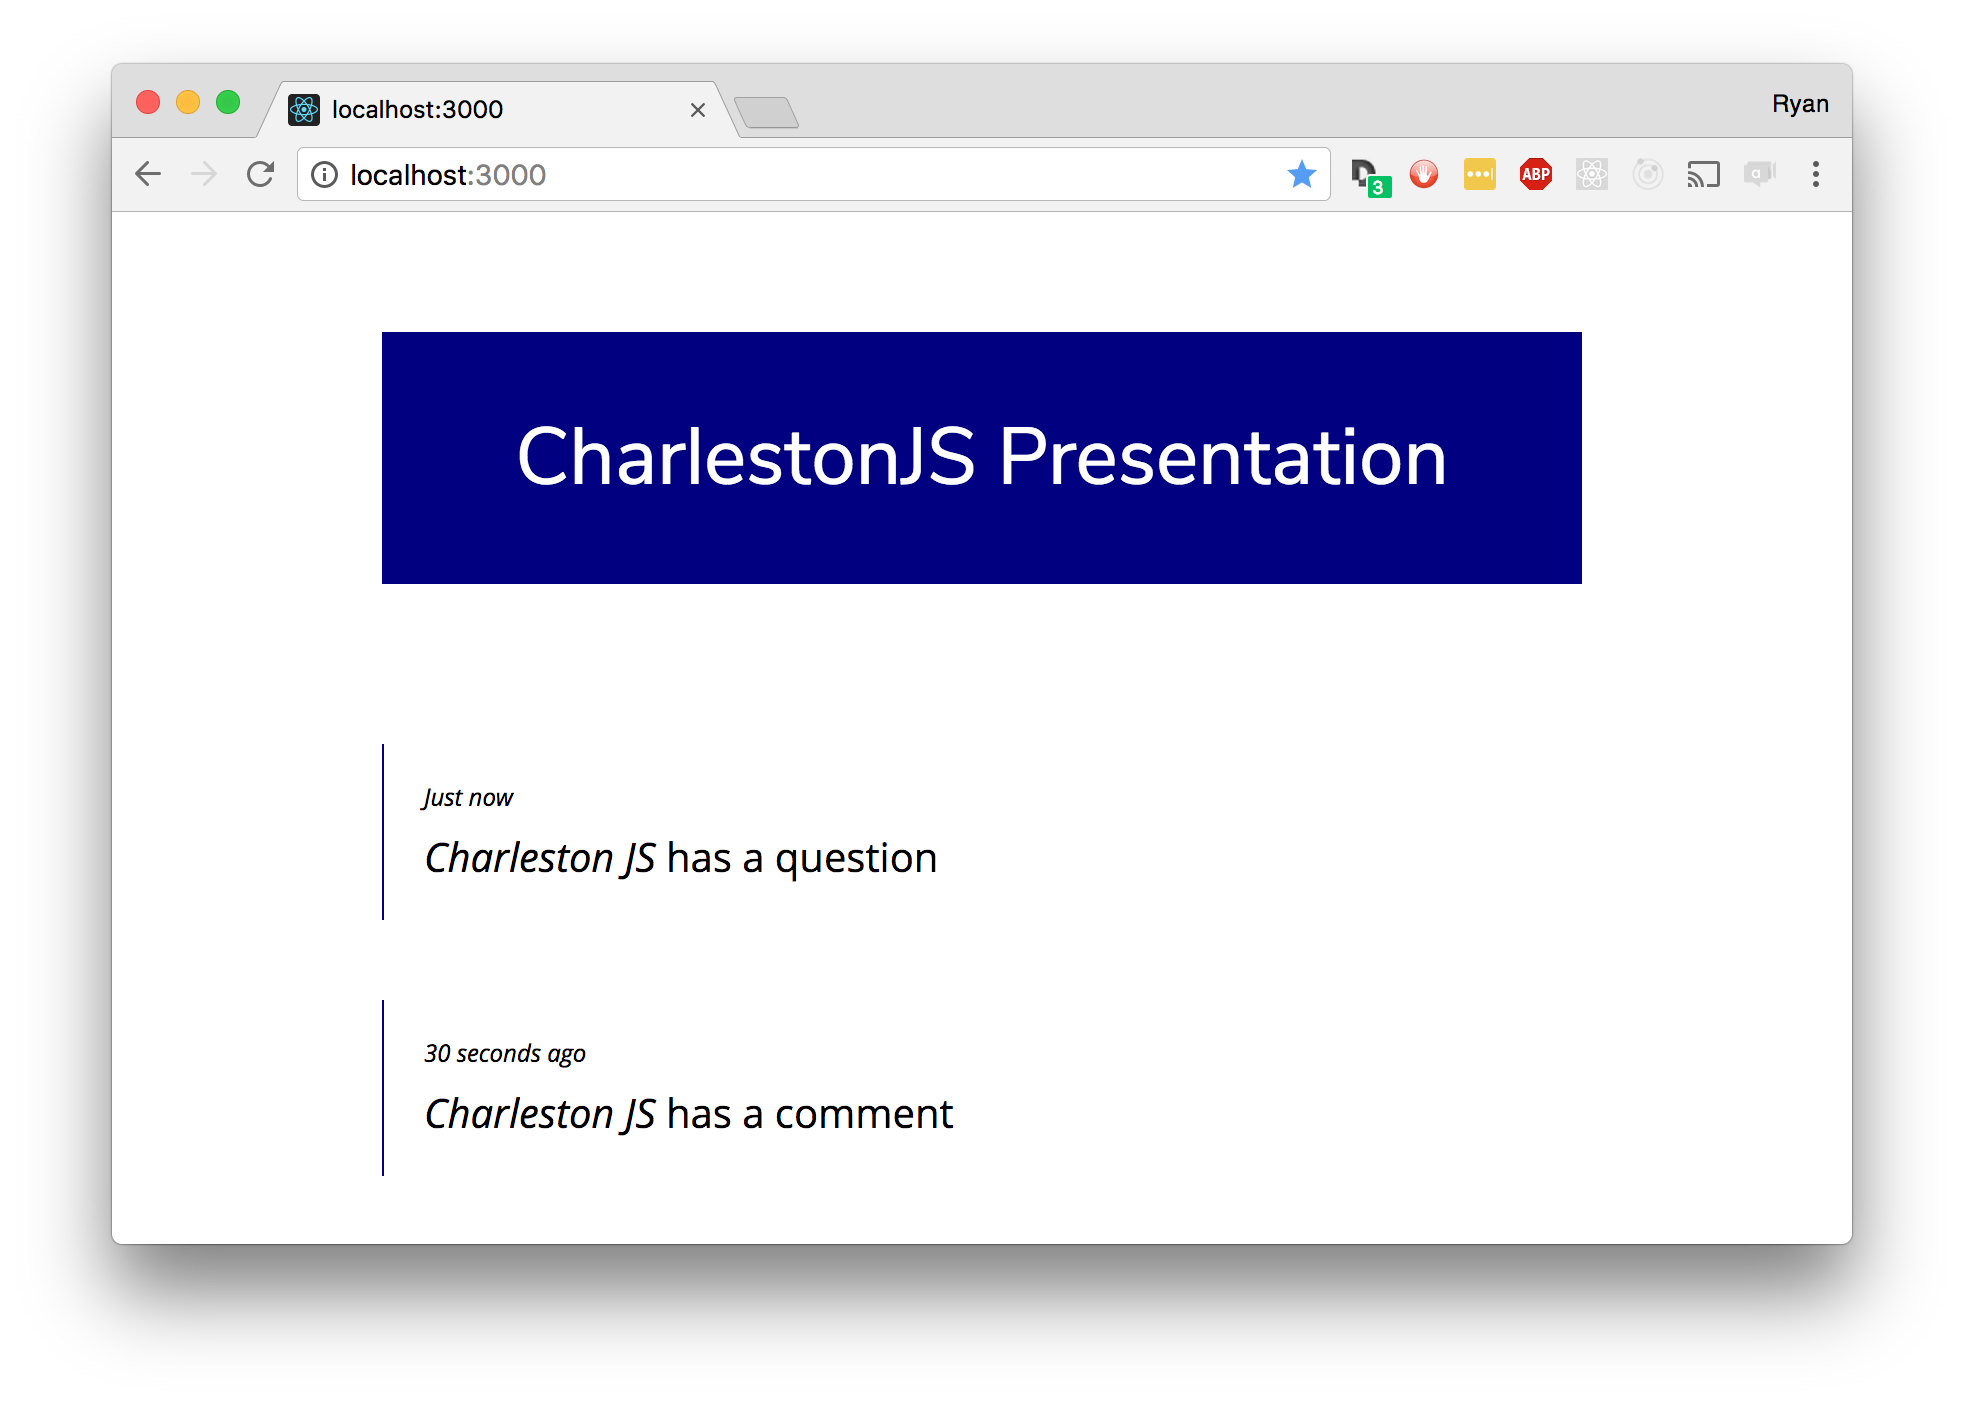 localhost:3000
Ryan
localhost:3000
3
ABP
a
CharlestonJS Presentation
Just now
Charleston JS has a question
30 seconds ago
Charleston JS has a comment